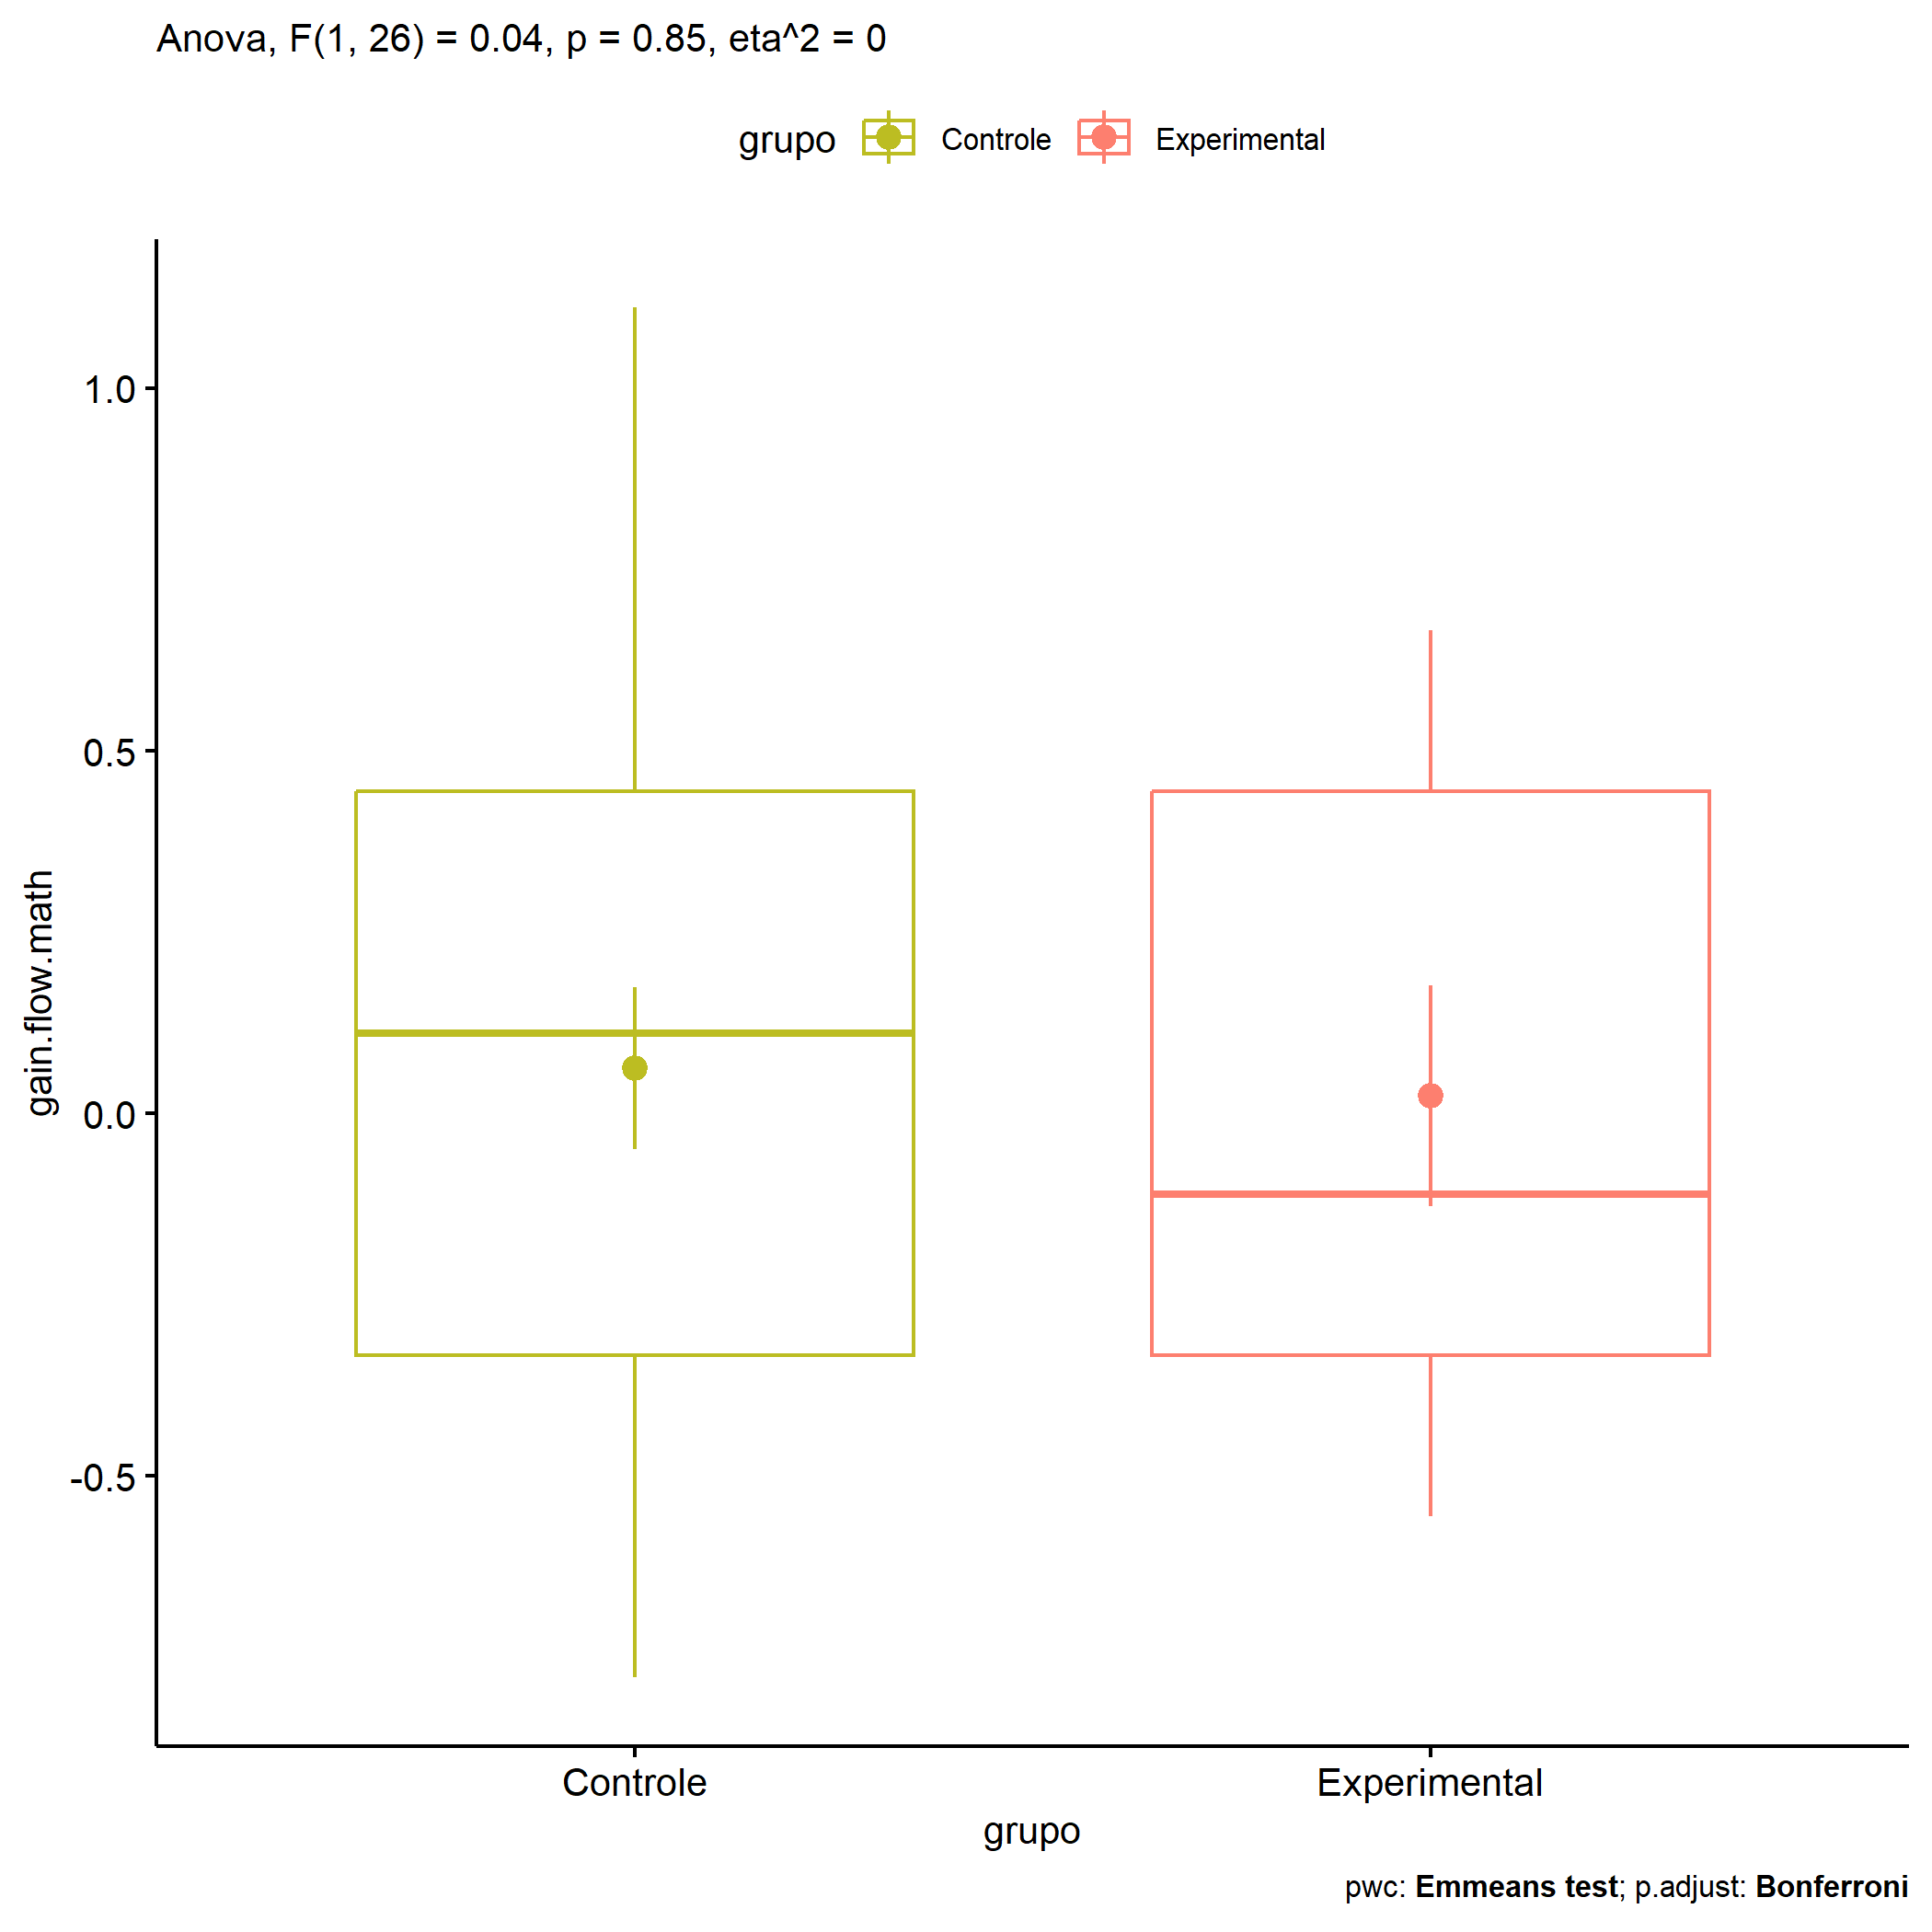 Anova, F(1, 26) = 0.04, p = 0.85, eta^2 = 0
grupo Controle Experimental
gain.flow.math
1.0
0.5
0.0
-0.5
Controle Experimental
grupo
pwc: Emmeans test; p.adjust: Bonferroni